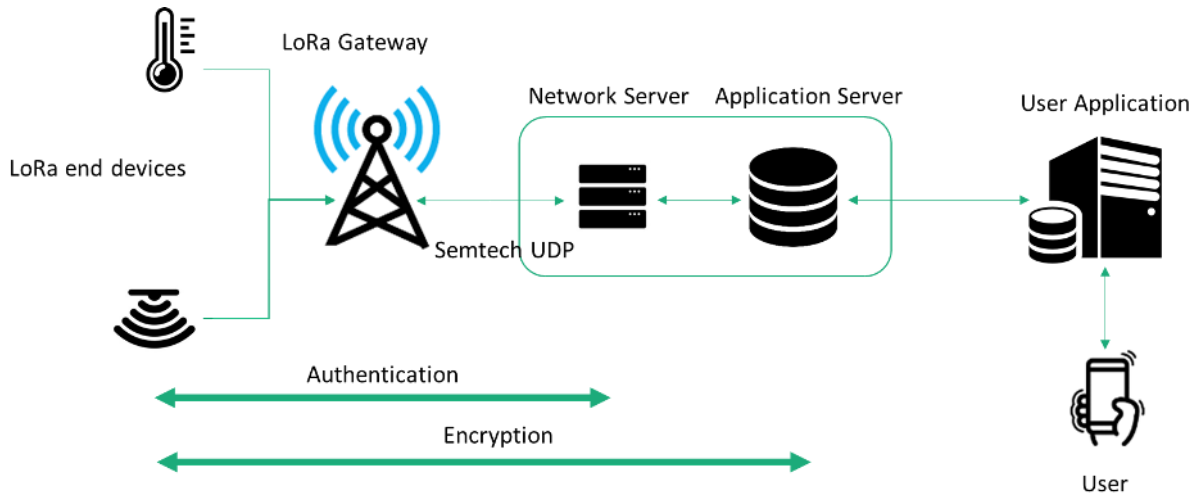 LoRa Gateway
Network Server
Application Server
User Application
LoRa end devices
Semtech UDP
Authentication
Encryption
User